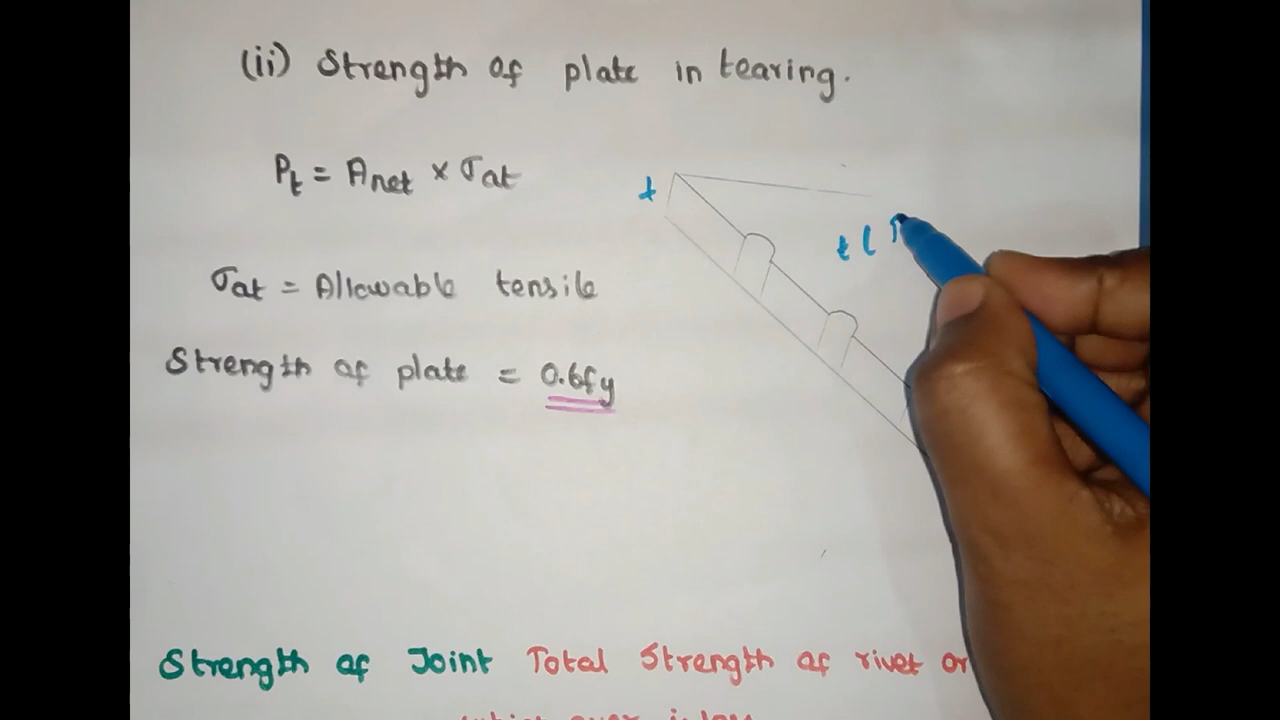 (ii) Strength of plate in tearing.
Pt = Anet × σat
t
t (
σat = Allowable tensile
Strength of plate = 0.6fy
Strength of Joint Total Strength of rivet or